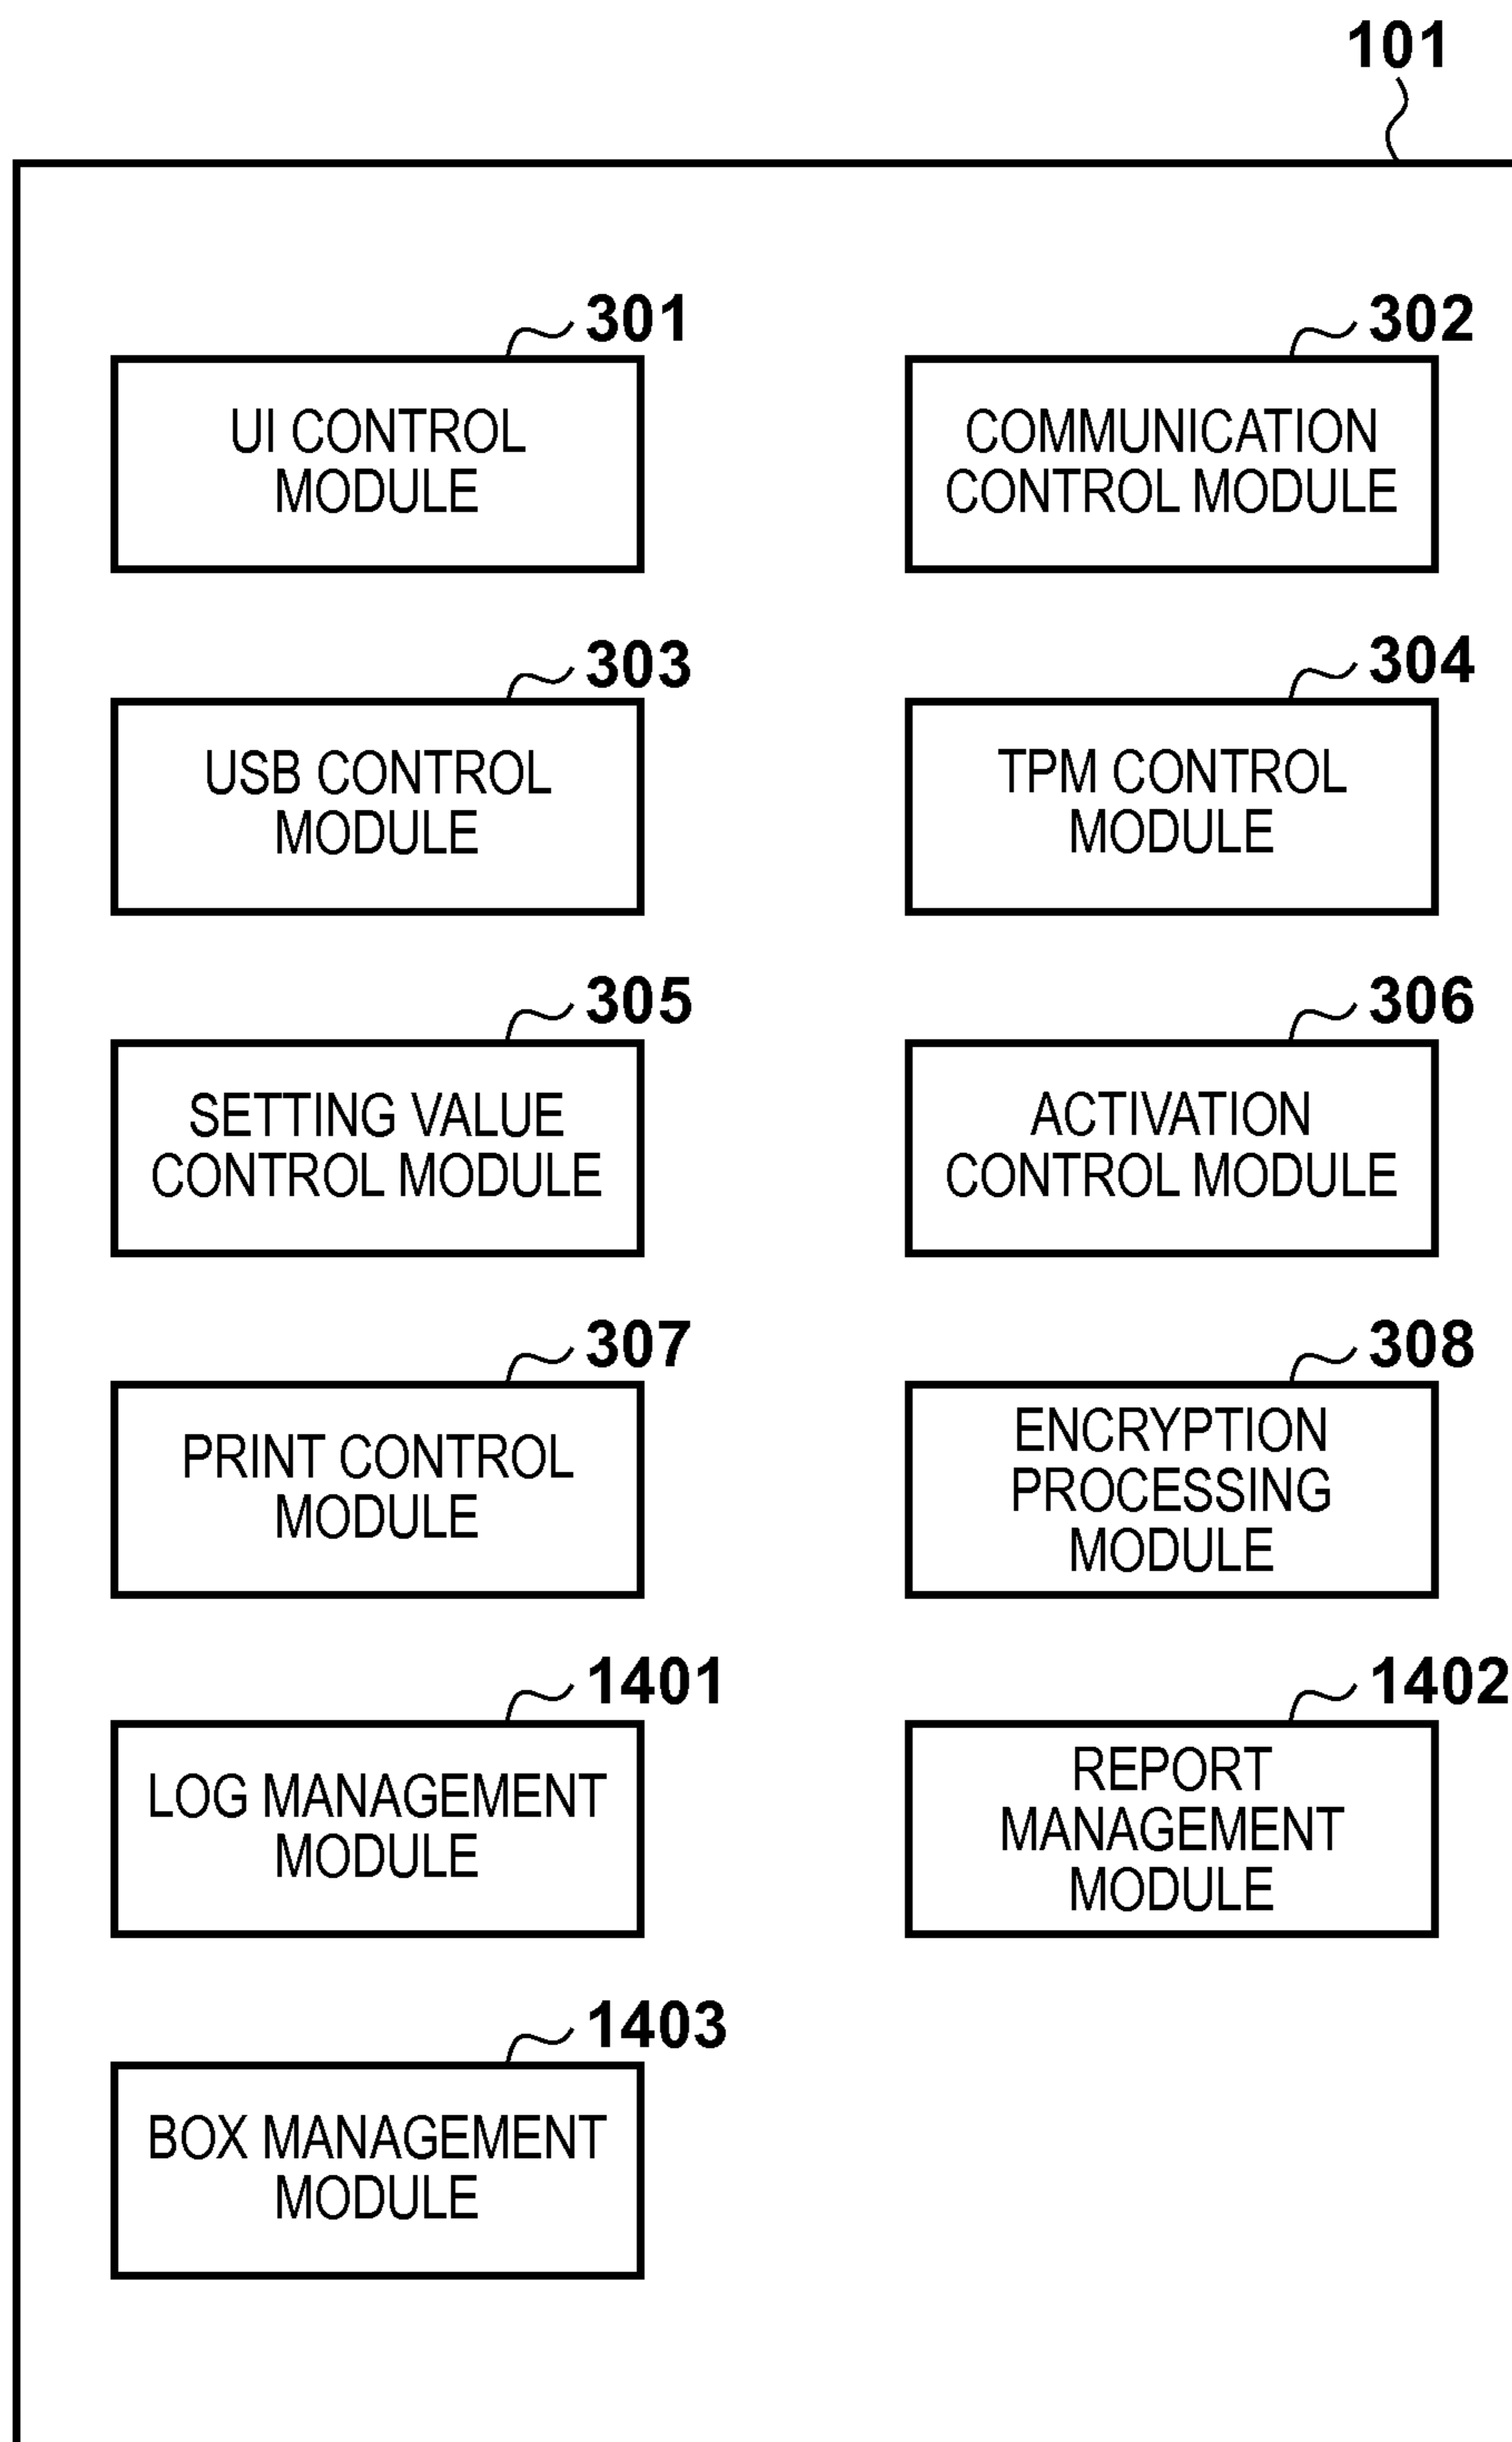 101
301
UI CONTROL
MODULE
302
COMMUNICATION
CONTROL MODULE
303
USB CONTROL
MODULE
304
TPM CONTROL
MODULE
305
SETTING VALUE
CONTROL MODULE
306
ACTIVATION
CONTROL MODULE
307
PRINT CONTROL
MODULE
308
ENCRYPTION
PROCESSING
MODULE
1401
LOG MANAGEMENT
MODULE
1402
REPORT
MANAGEMENT
MODULE
1403
BOX MANAGEMENT
MODULE